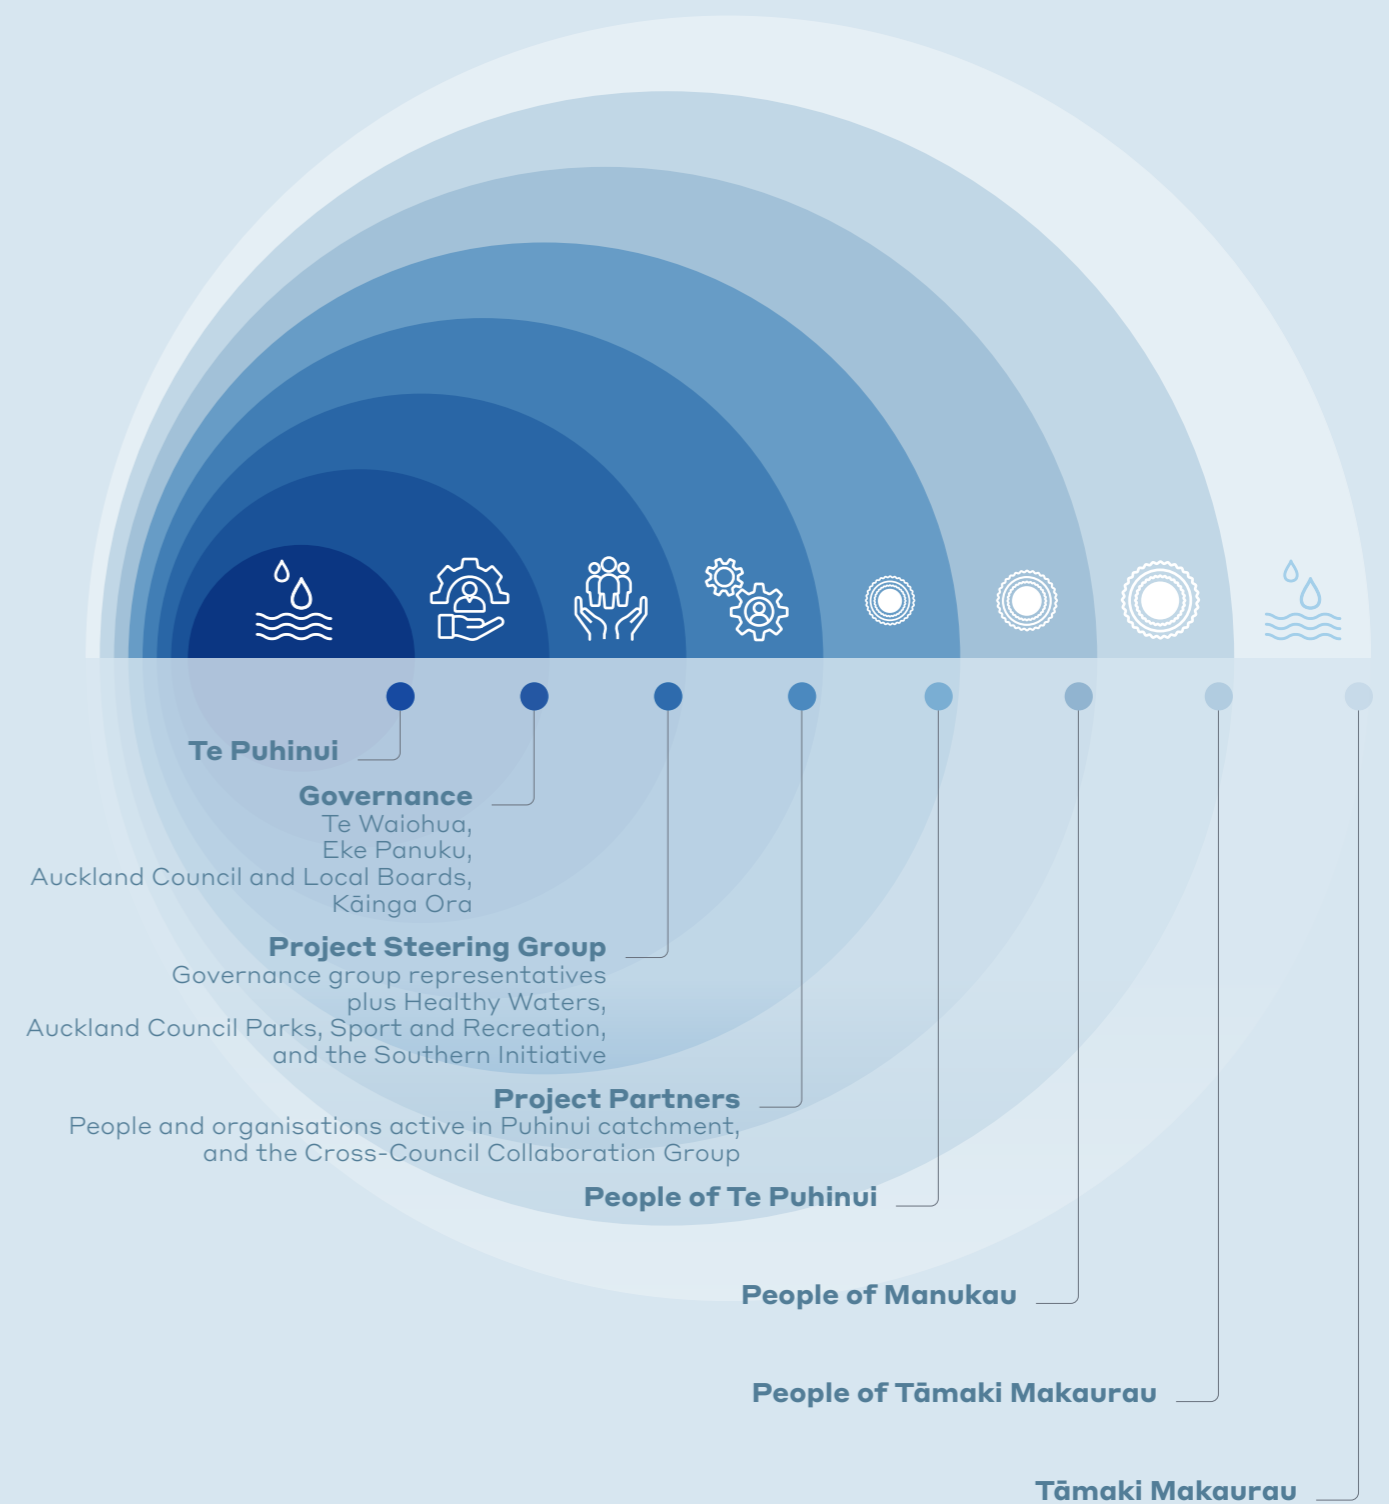 Te Puhinui
Governance
Te Waiohua,
Eke Panuku,
Auckland Council and Local Boards,
Kāinga Ora
Project Steering Group
Governance group representatives
plus Healthy Waters,
Auckland Council Parks, Sport and Recreation,
and the Southern Initiative
Project Partners
People and organisations active in Puhinui catchment,
and the Cross-Council Collaboration Group
People of Te Puhinui
People of Manukau
People of Tāmaki Makaurau
Tāmaki Makaurau